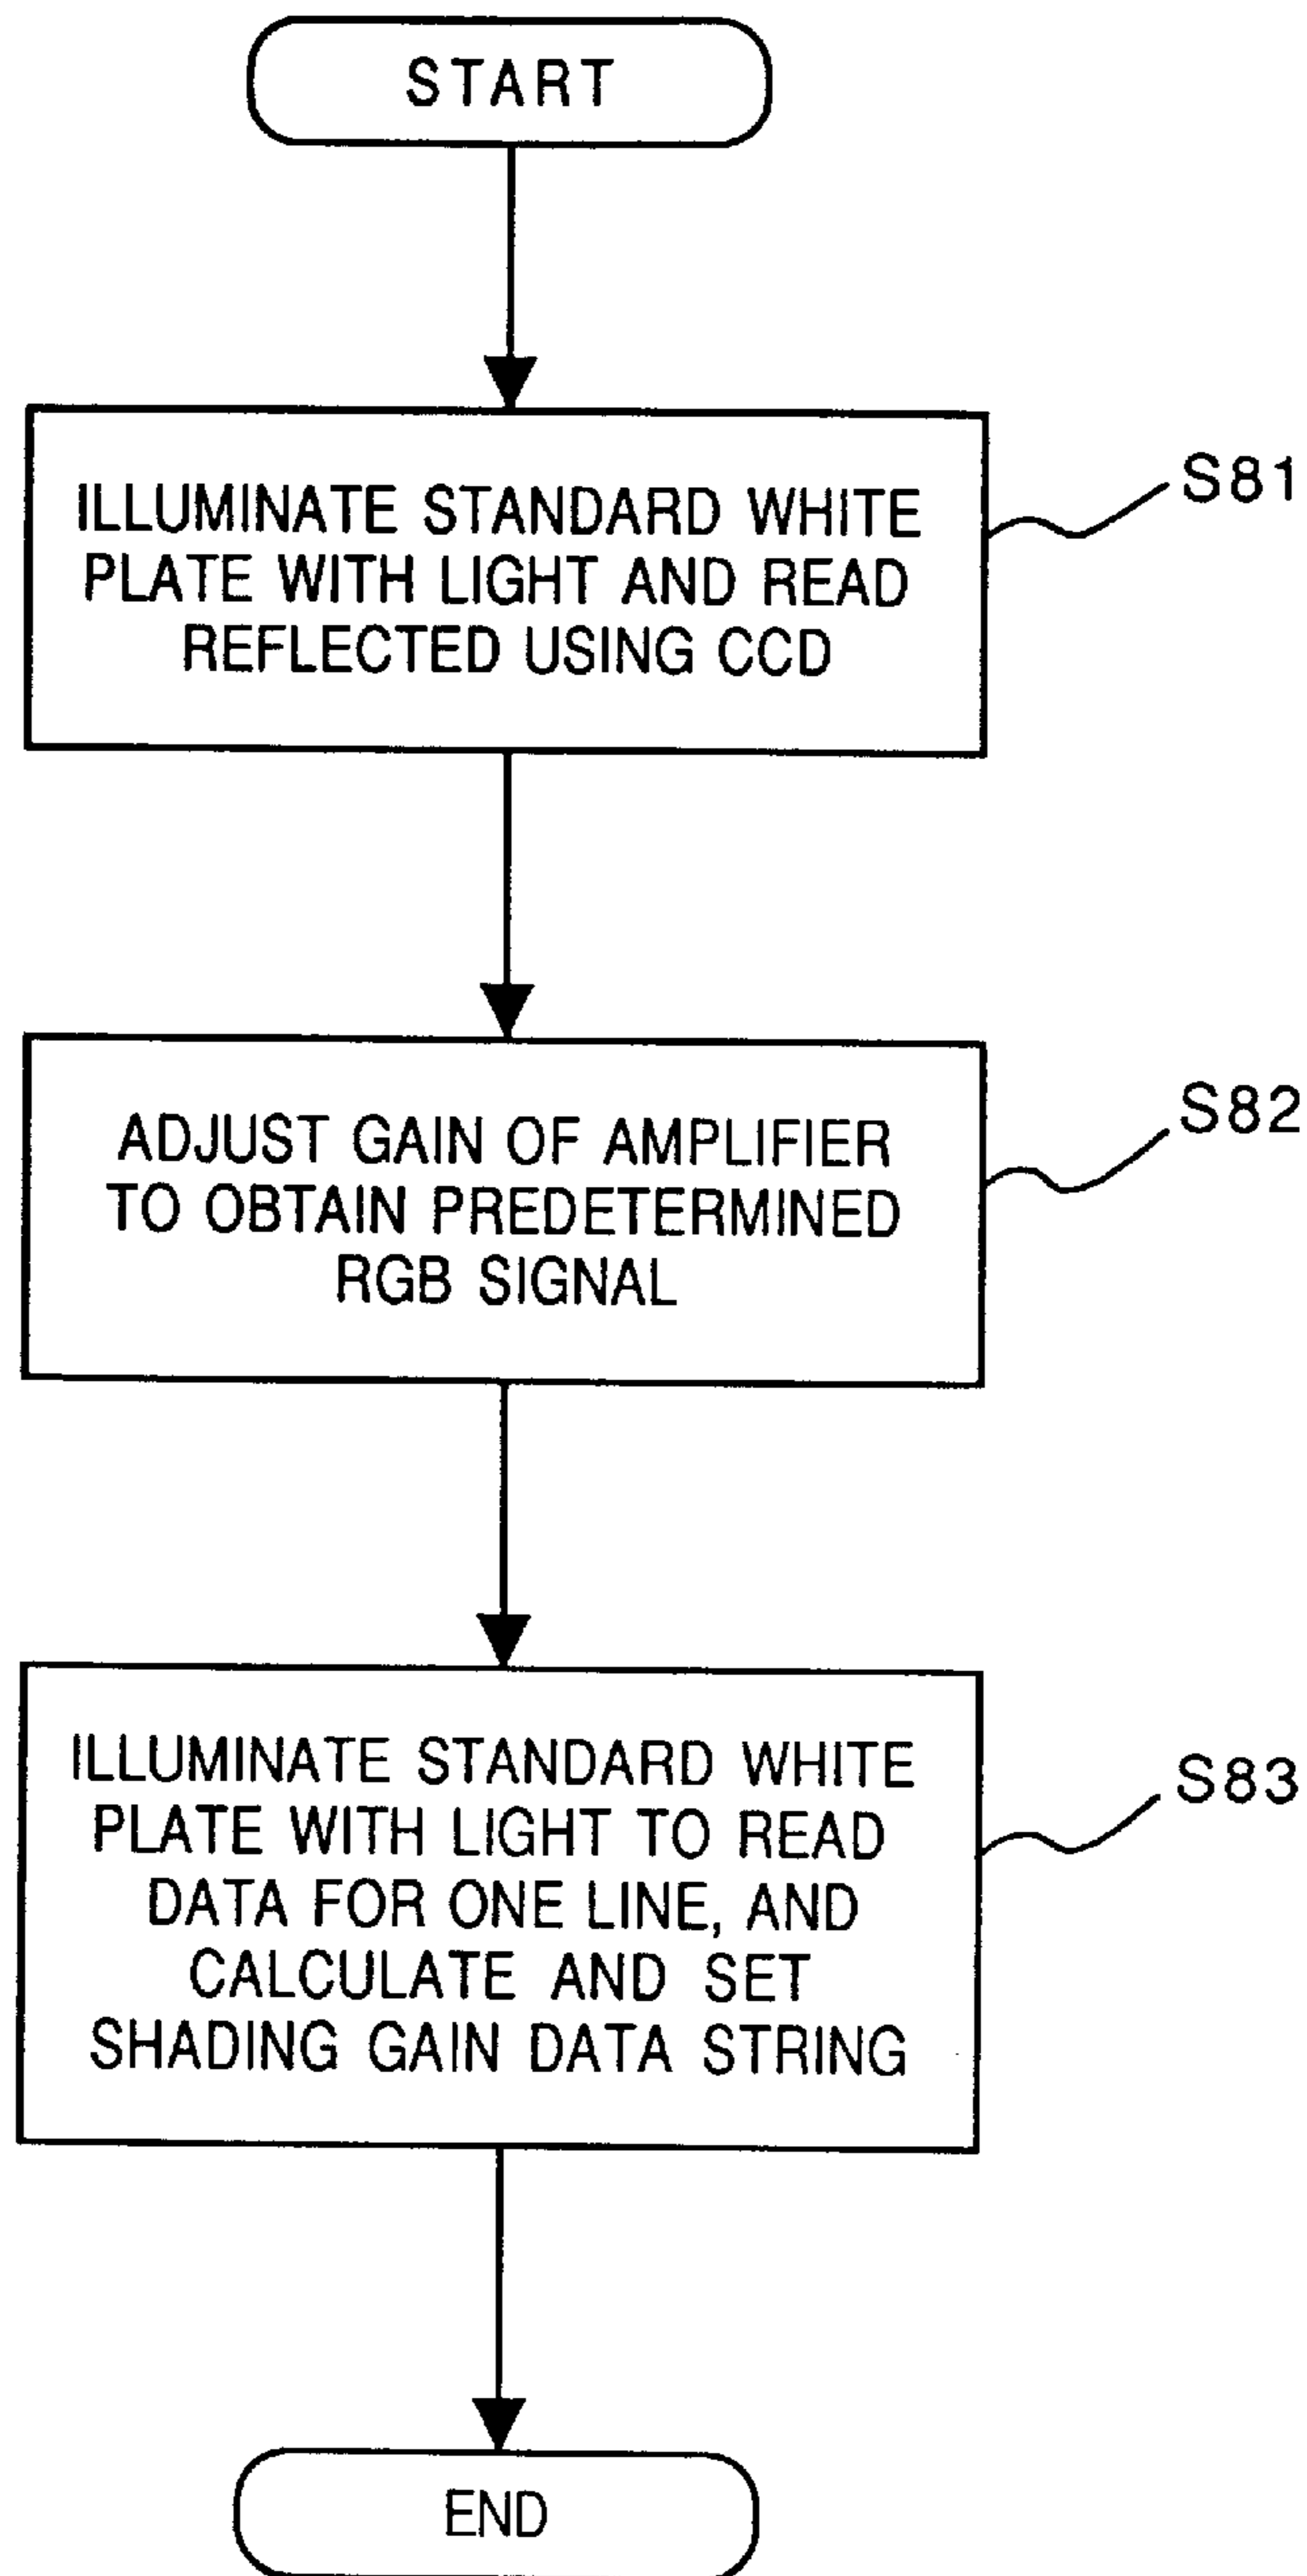 START
ILLUMINATE STANDARD WHITE
PLATE WITH LIGHT AND READ
REFLECTED USING CCD
S81
ADJUST GAIN OF AMPLIFIER
TO OBTAIN PREDETERMINED
RGB SIGNAL
S82
ILLUMINATE STANDARD WHITE
PLATE WITH LIGHT TO READ
DATA FOR ONE LINE, AND
CALCULATE AND SET
SHADING GAIN DATA STRING
S83
END